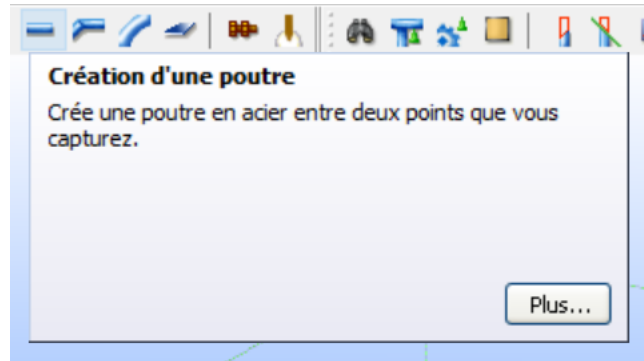 Création d'une poutre
Crée une poutre en acier entre deux points que vous
capturez.
Plus...